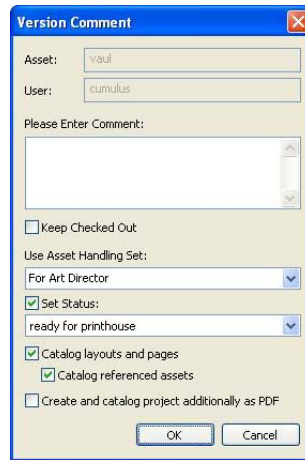 Version Comment
Asset: vaul
User: cumulus
Please Enter Comment:
Keep Checked Out
Use Asset Handling Set:
For Art Director
Set Status:
ready for printhouse
Catalog layouts and pages
Catalog referenced assets
Create and catalog project additionally as PDF
OK Cancel